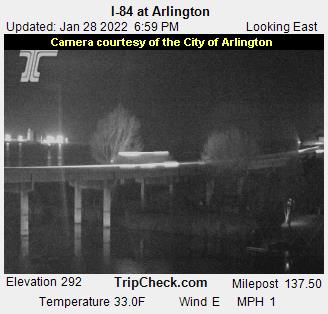 I-84 at Arlington
Updated: Jan 28 2022 6:59 PM Looking East
Camera courtesy of the City of Arlington
Elevation 292 TripCheck.com Milepost 137.50
Temperature 33.0F Wind E MPH 1